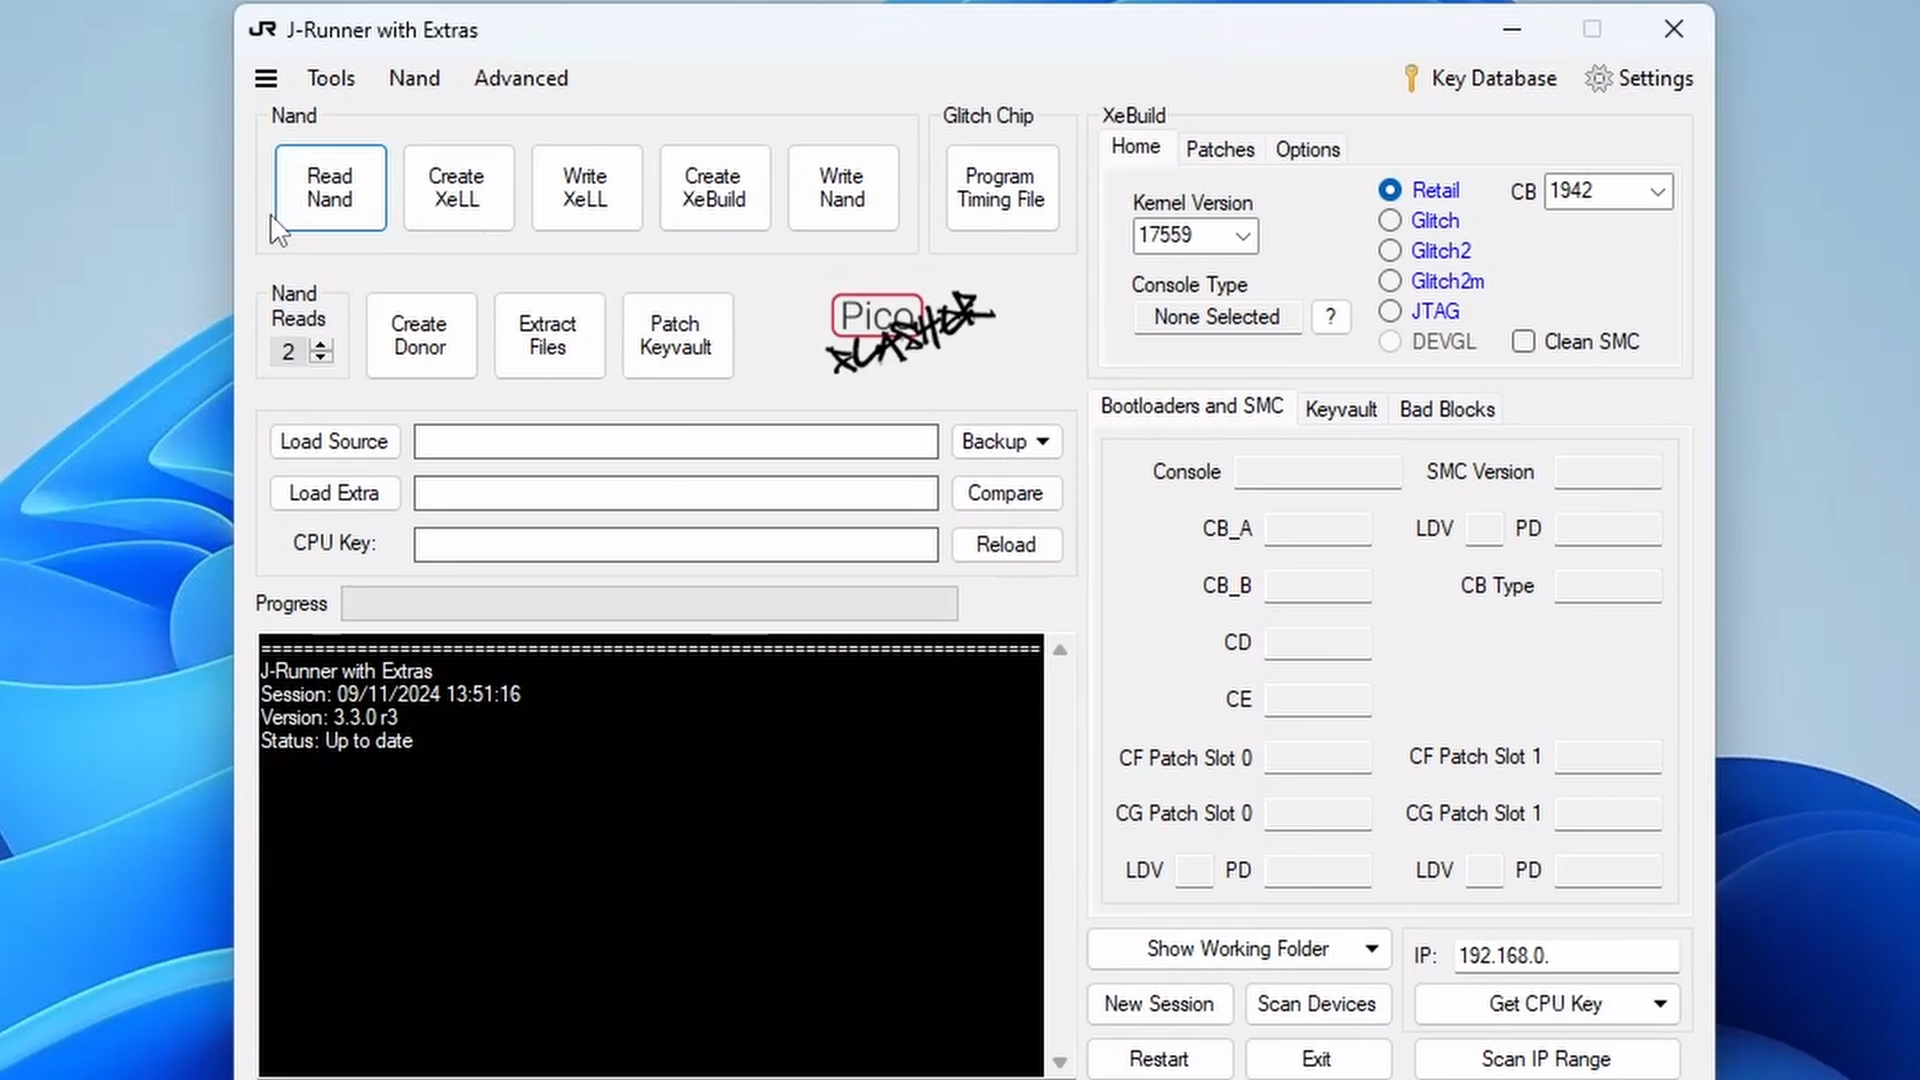 J-Runner with Extras
Tools Nand Advanced
Key Database Settings
Nand
Read Nand
Create XeLL
Write XeLL
Create XeBuild
Write Nand
Glitch Chip
Program Timing File
XeBuild
Home Patches Options
Kernel Version
17559
Console Type
None Selected ?
Retail
Glitch
Glitch2
Glitch2m
JTAG
DEVGL
CB 1942
Clean SMC
Nand Reads
2
Create Donor
Extract Files
Patch Keyvault
Pico
FLASHER
Load Source Backup
Load Extra Compare
CPU Key: Reload
Progress
======================================================================
J-Runner with Extras
Session: 09/11/2024 13:51:16
Version: 3.3.0 r3
Status: Up to date
Bootloaders and SMC Keyvault Bad Blocks
Console SMC Version
CB_A LDV PD
CB_B CB Type
CD
CE
CF Patch Slot 0 CF Patch Slot 1
CG Patch Slot 0 CG Patch Slot 1
LDV PD LDV PD
Show Working Folder
IP: 192.168.0.
New Session Scan Devices Get CPU Key
Restart Exit Scan IP Range